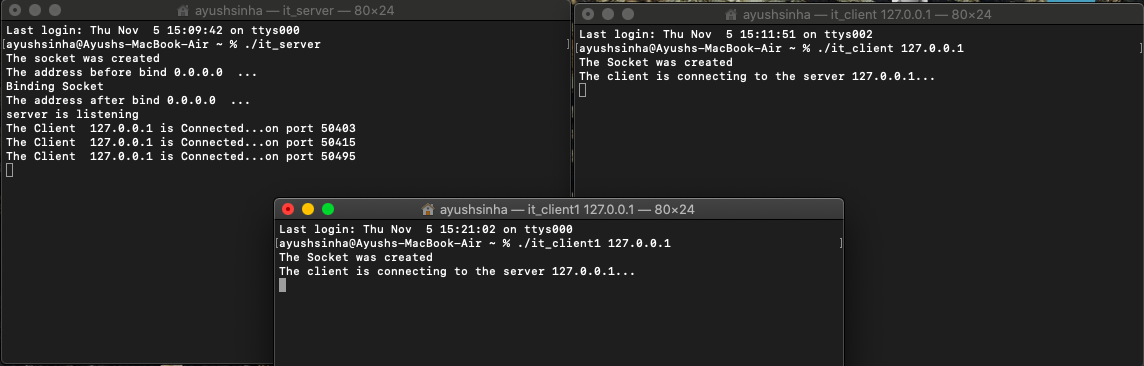 ayushsinha — it_server — 80×24
Last login: Thu Nov  5 15:09:42 on ttys000
[ayushsinha@Ayushs-MacBook-Air ~ % ./it_server ]
The socket was created
The address before bind 0.0.0.0  ...
Binding Socket
The address after bind 0.0.0.0  ...
server is listening
The Client  127.0.0.1 is Connected...on port 50403
The Client  127.0.0.1 is Connected...on port 50415
The Client  127.0.0.1 is Connected...on port 50495
ayushsinha — it_client 127.0.0.1 — 80×24
Last login: Thu Nov  5 15:11:51 on ttys002
[ayushsinha@Ayushs-MacBook-Air ~ % ./it_client 127.0.0.1 ]
The Socket was created
The client is connecting to the server 127.0.0.1...
ayushsinha — it_client1 127.0.0.1 — 80×24
Last login: Thu Nov  5 15:21:02 on ttys000
[ayushsinha@Ayushs-MacBook-Air ~ % ./it_client1 127.0.0.1 ]
The Socket was created
The client is connecting to the server 127.0.0.1...